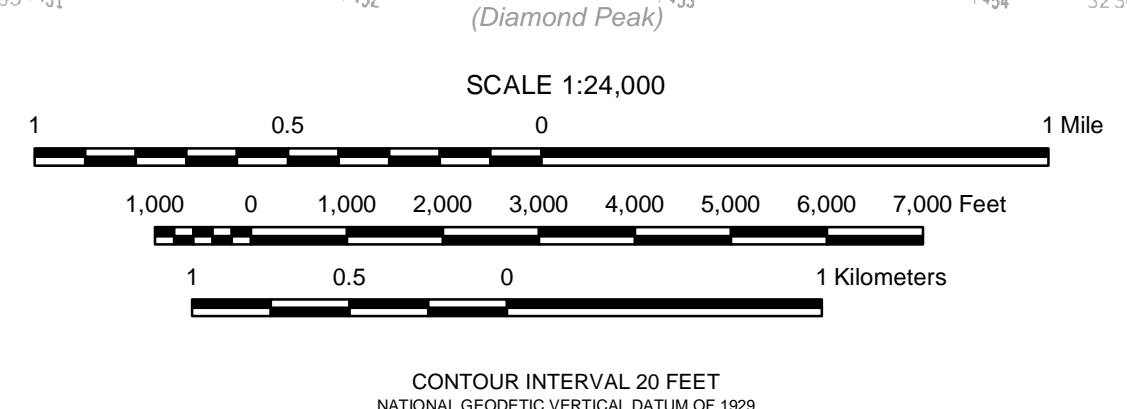 (Diamond Peak)
SCALE 1:24,000
1 0.5 0 1 Mile
1,000 0 1,000 2,000 3,000 4,000 5,000 6,000 7,000 Feet
1 0.5 0 1 Kilometers
CONTOUR INTERVAL 20 FEET
NATIONAL GEODETIC VERTICAL DATUM OF 1929